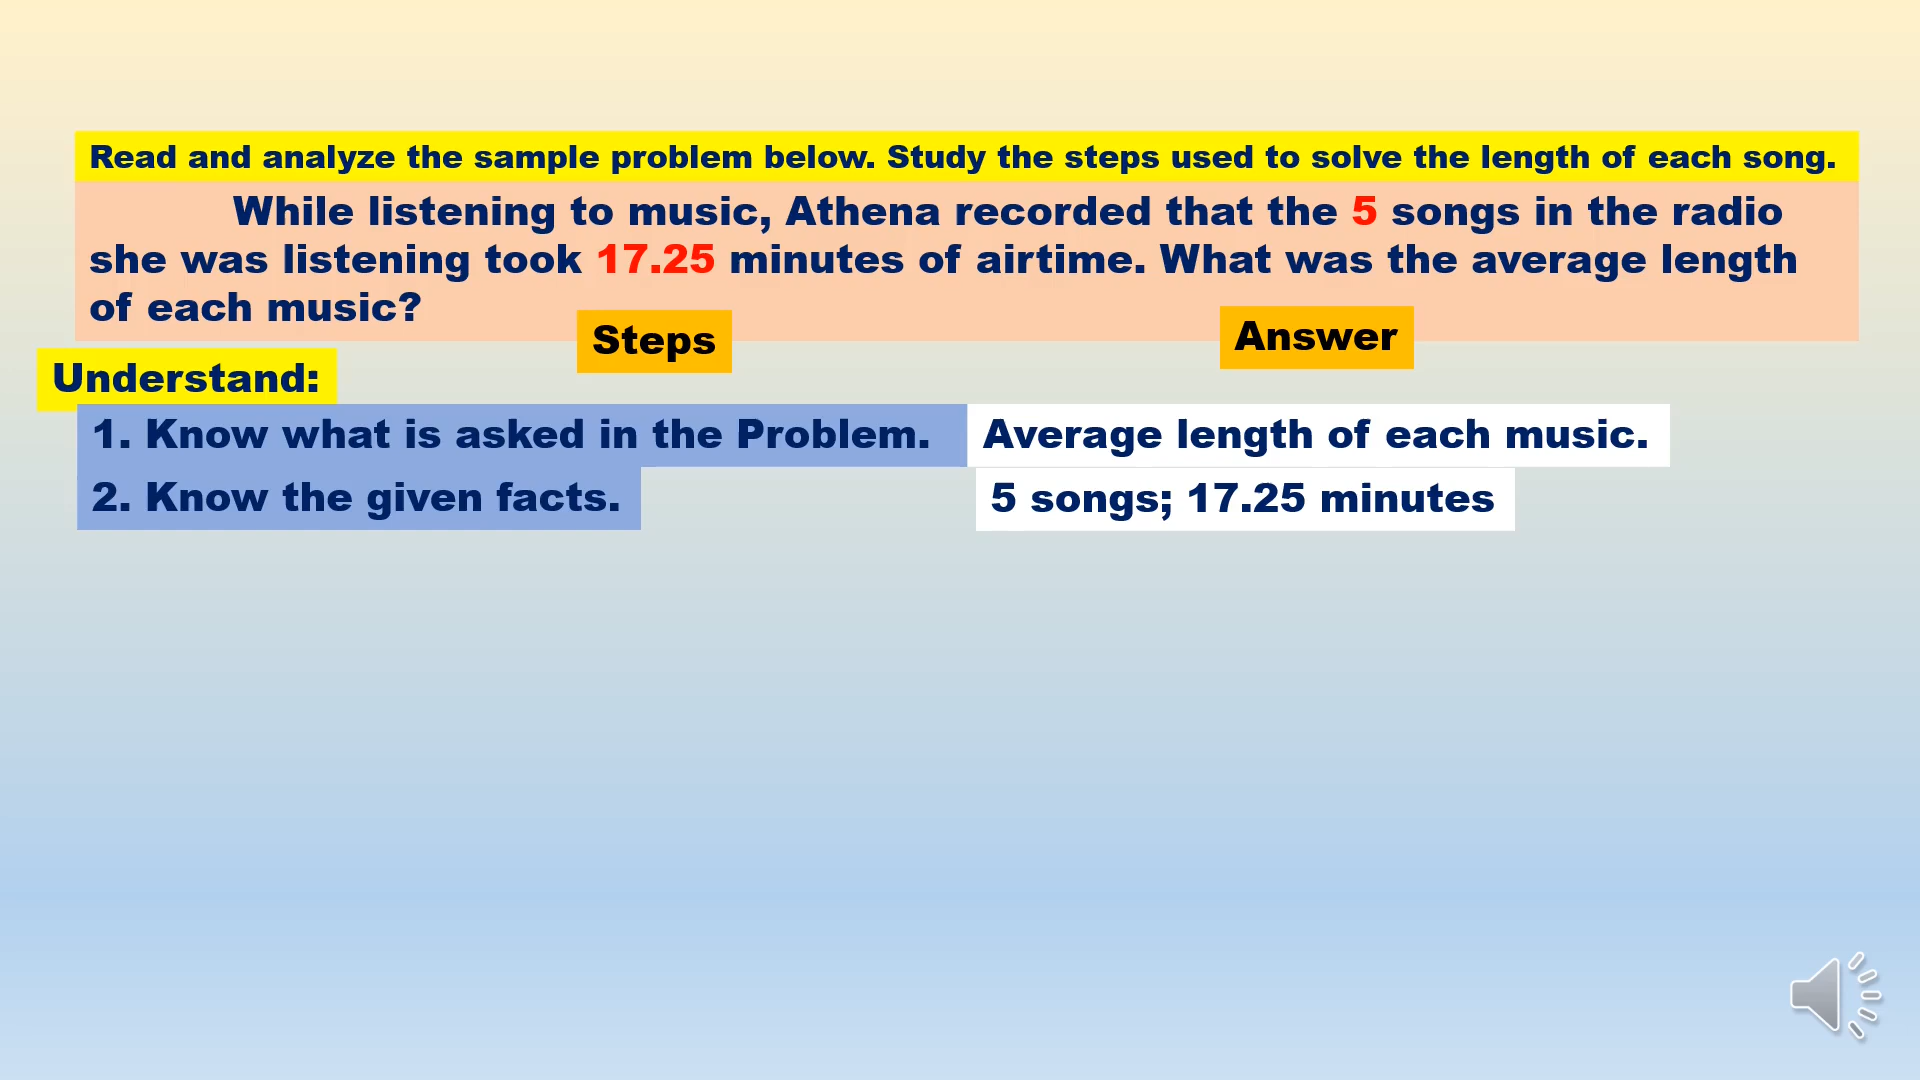 Read and analyze the sample problem below. Study the steps used to solve the length of each song.
While listening to music, Athena recorded that the 5 songs in the radio
she was listening took 17.25 minutes of airtime. What was the average length
of each music?
Steps
Answer
Understand:
1. Know what is asked in the Problem.
Average length of each music.
2. Know the given facts.
5 songs; 17.25 minutes